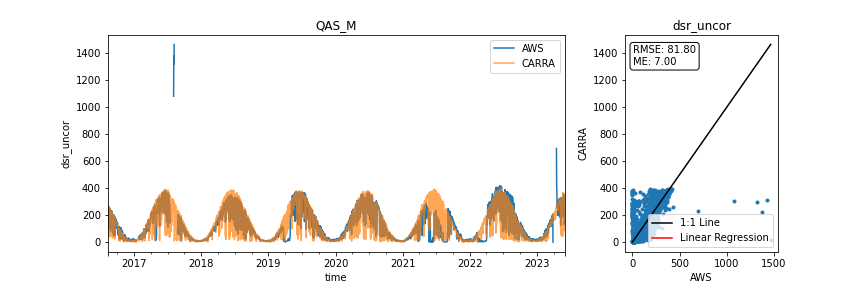 QAS_M
dsr_uncor
1400
1200
1000
800
600
400
200
0
2017
2018
2019
2020
2021
2022
2023
time
AWS
CARRA
dsr_uncor
CARRA
1400
1200
1000
800
600
400
200
0
0
500
1000
1500
AWS
RMSE: 81.80
ME: 7.00
1:1 Line
Linear Regression